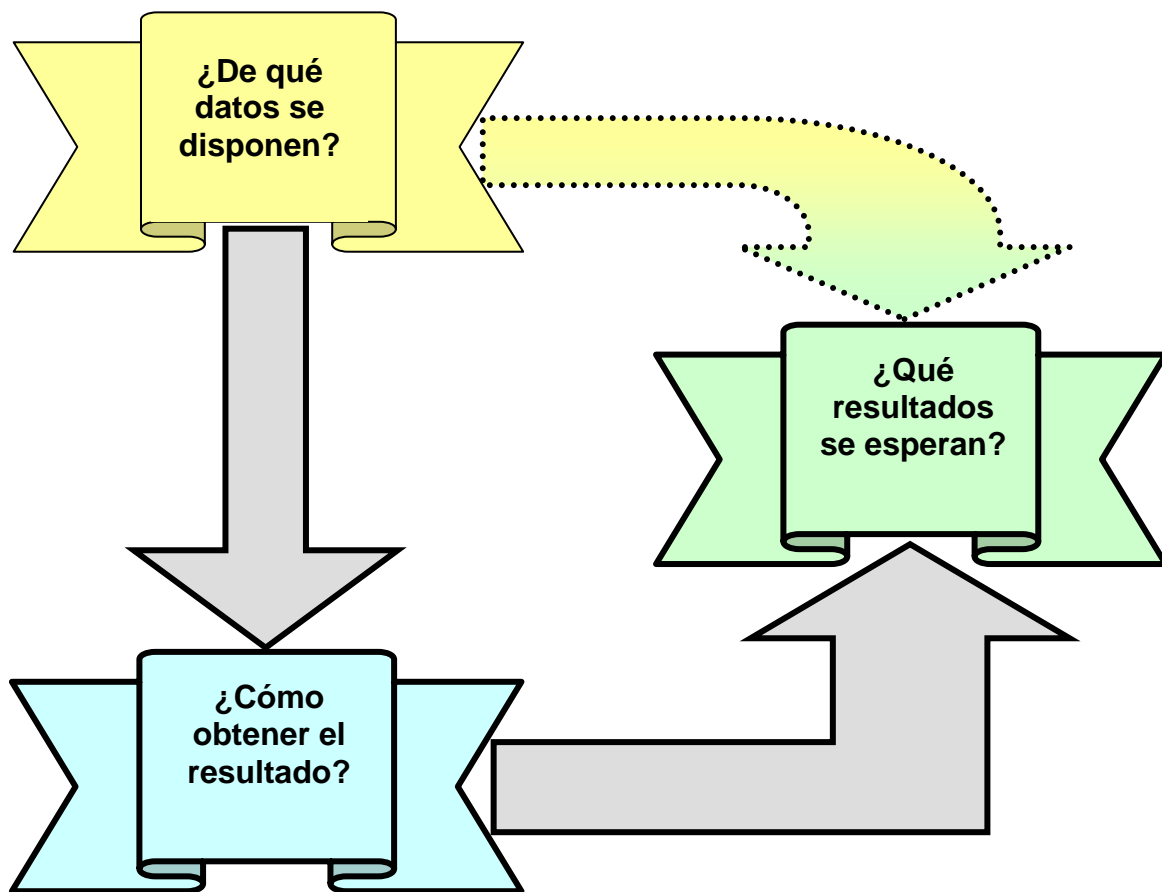 ¿De qué
datos se
disponen?
¿Qué
resultados
se esperan?
¿Cómo
obtener el
resultado?